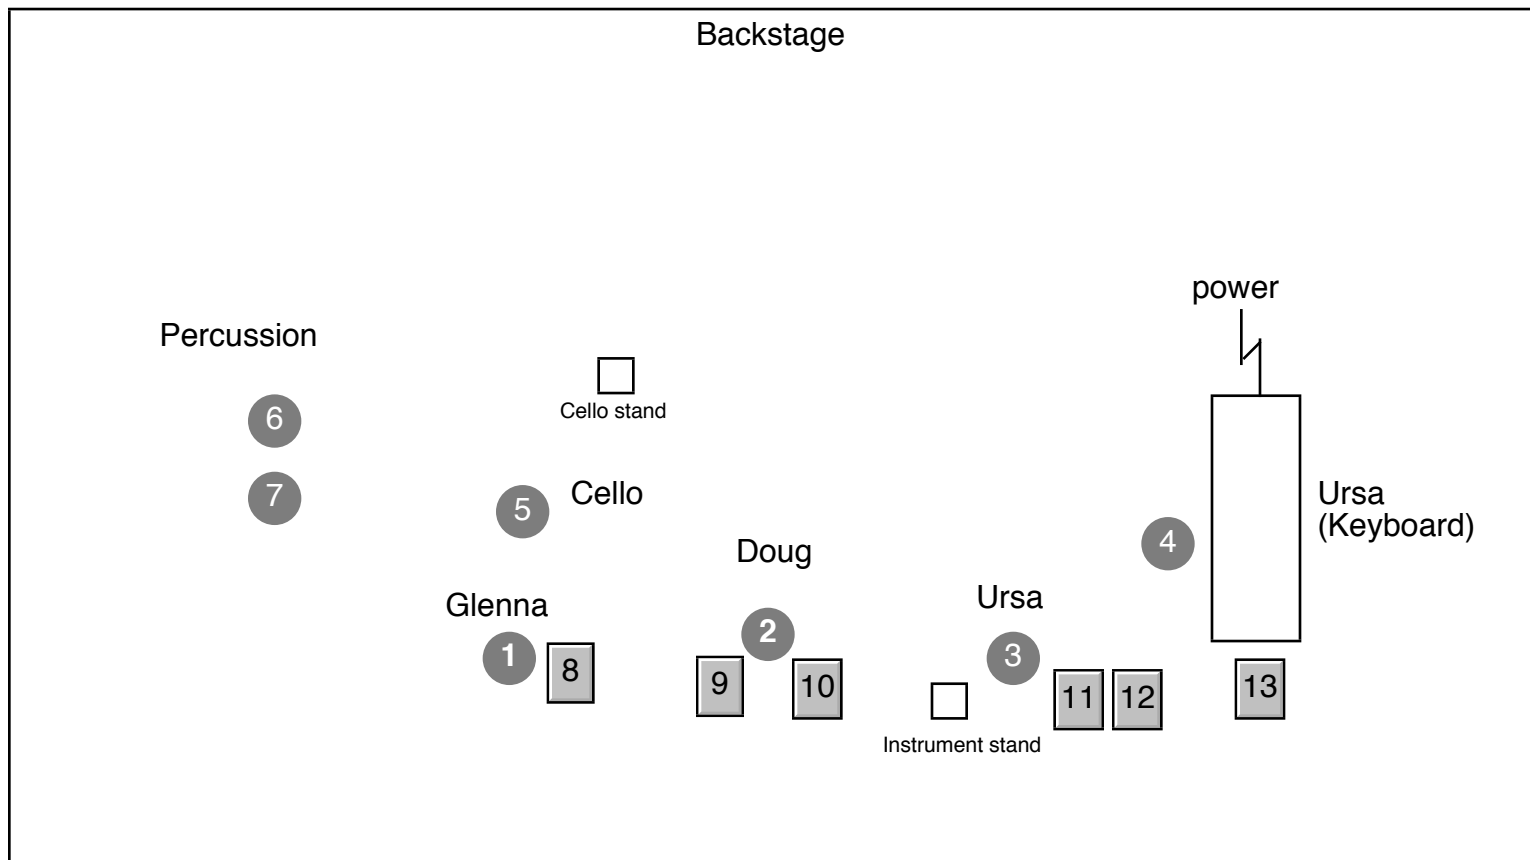 Backstage
power
Percussion
Cello stand
6
7
5
Cello
Ursa
(Keyboard)
4
Doug
Glenna
Ursa
1
8
2
9
10
3
11
12
13
Instrument stand